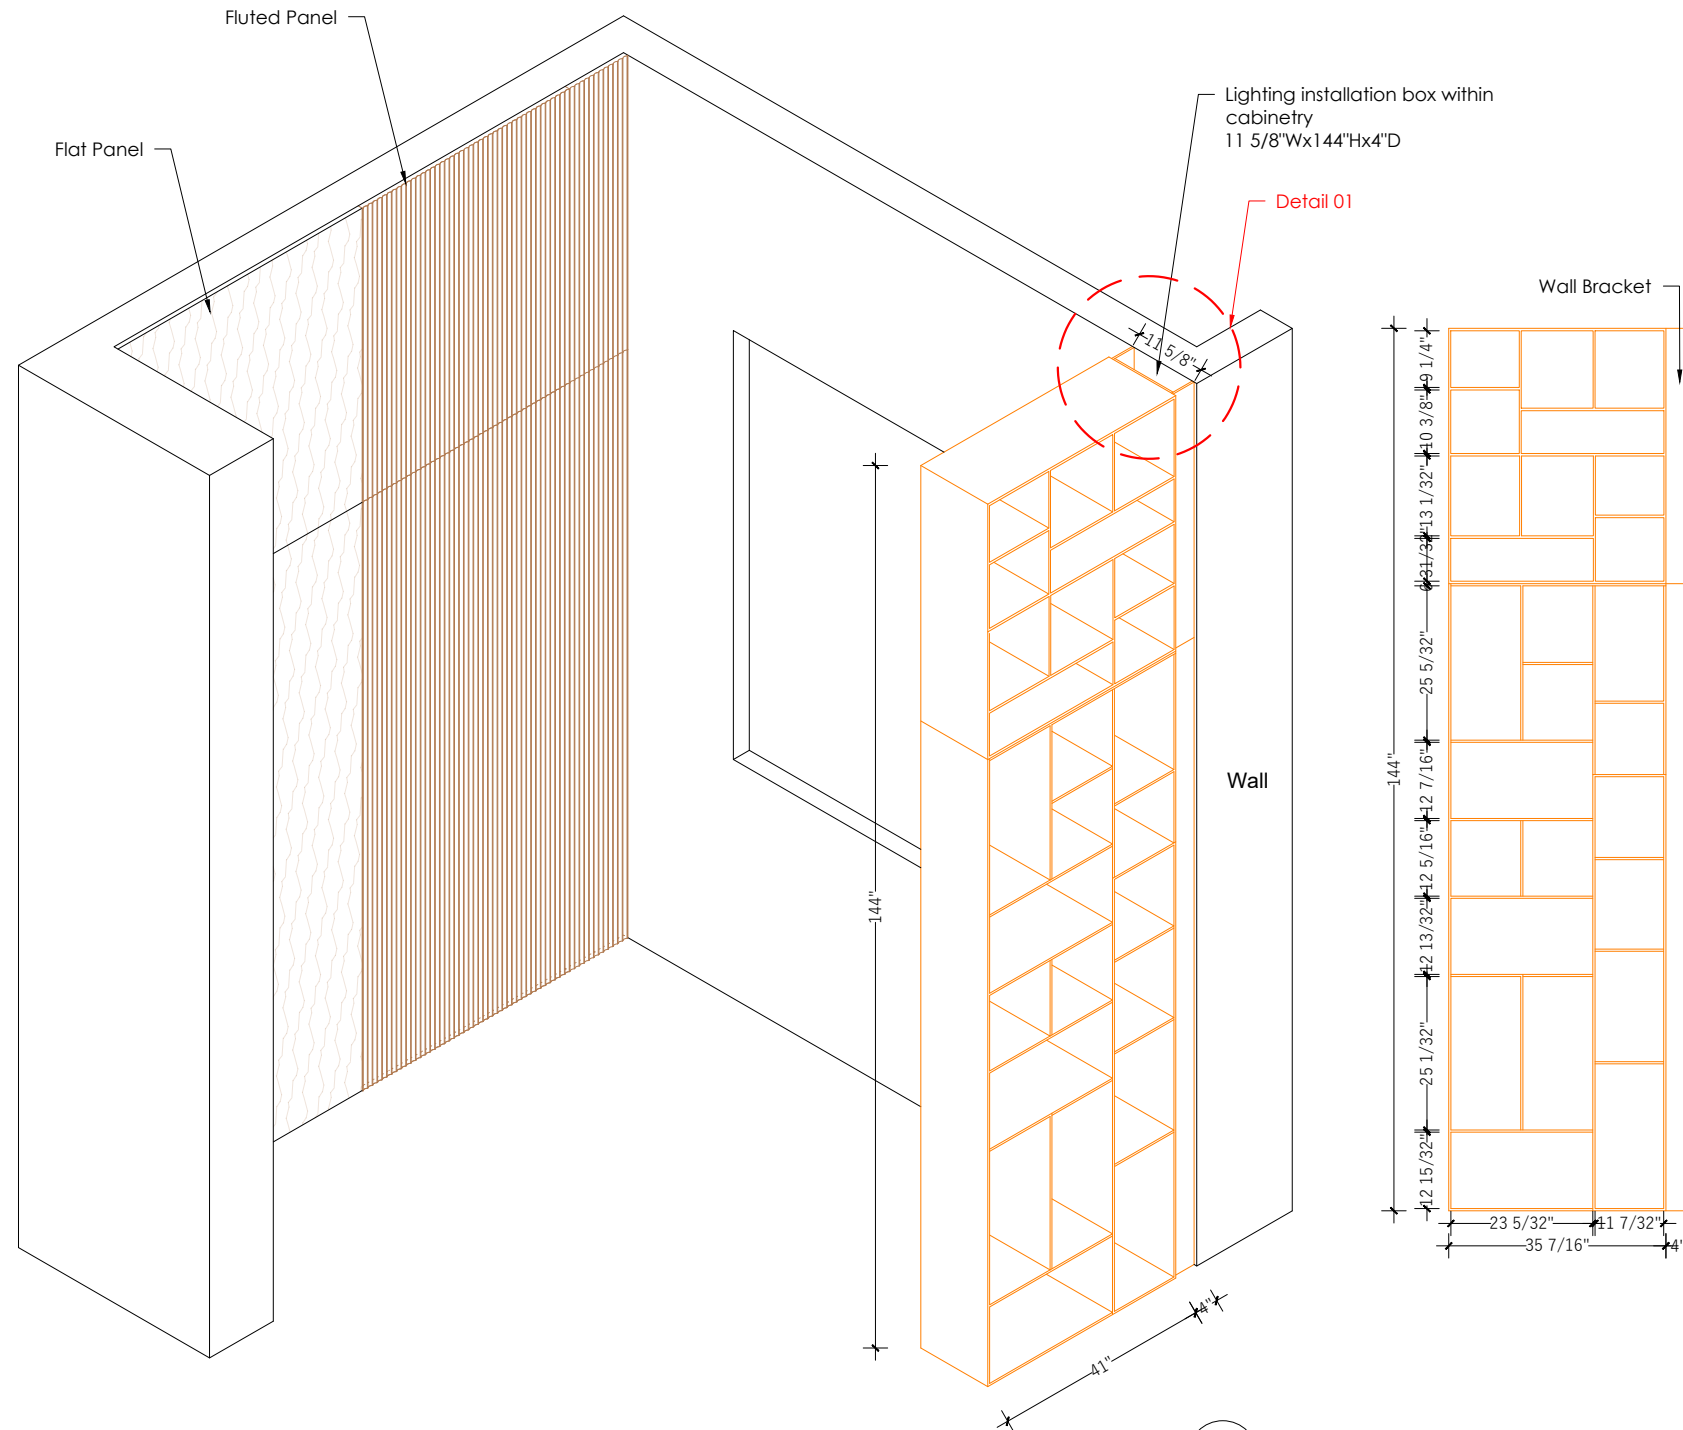 Fluted Panel
Flat Panel
Lighting installation box within
cabinetry
11 5/8"Wx144"Hx4"D
Detail 01
11 5/8"
Wall Bracket
Wall
144"
41"
4"
144"
9 1/4"
10 3/8"
13 1/32"
25 5/32"
12 7/16"
12 5/16"
12 13/32"
25 1/32"
12 15/32"
23 5/32"
11 7/32"
35 7/16"